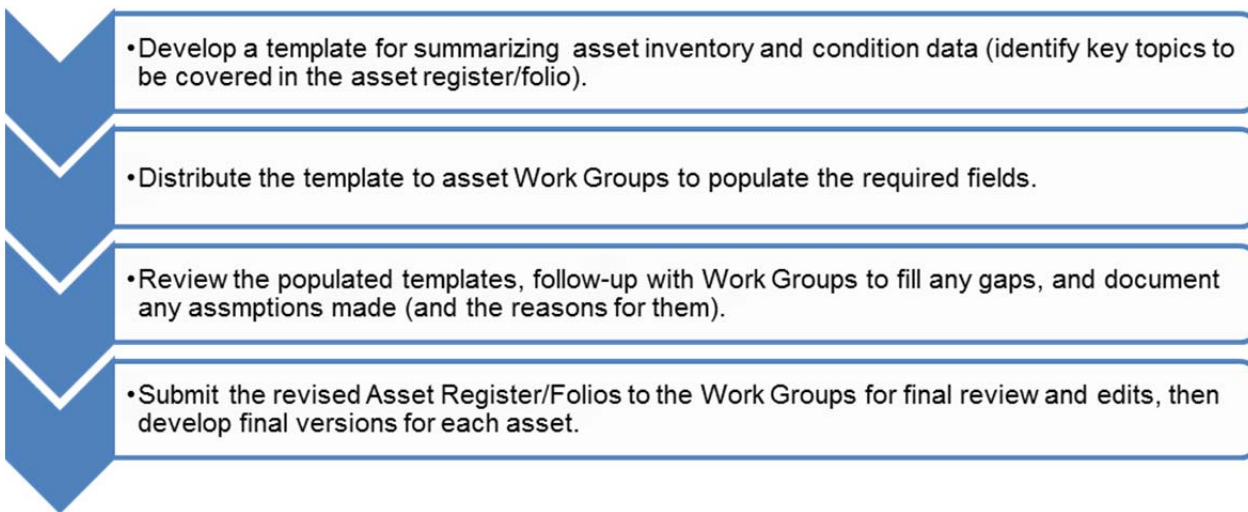 •Develop a template for summarizing asset inventory and condition data (identify key topics to
be covered in the asset register/folio).
•Distribute the template to asset Work Groups to populate the required fields.
•Review the populated templates, follow-up with Work Groups to fill any gaps, and document
any assmptions made (and the reasons for them).
•Submit the revised Asset Register/Folios to the Work Groups for final review and edits, then
develop final versions for each asset.